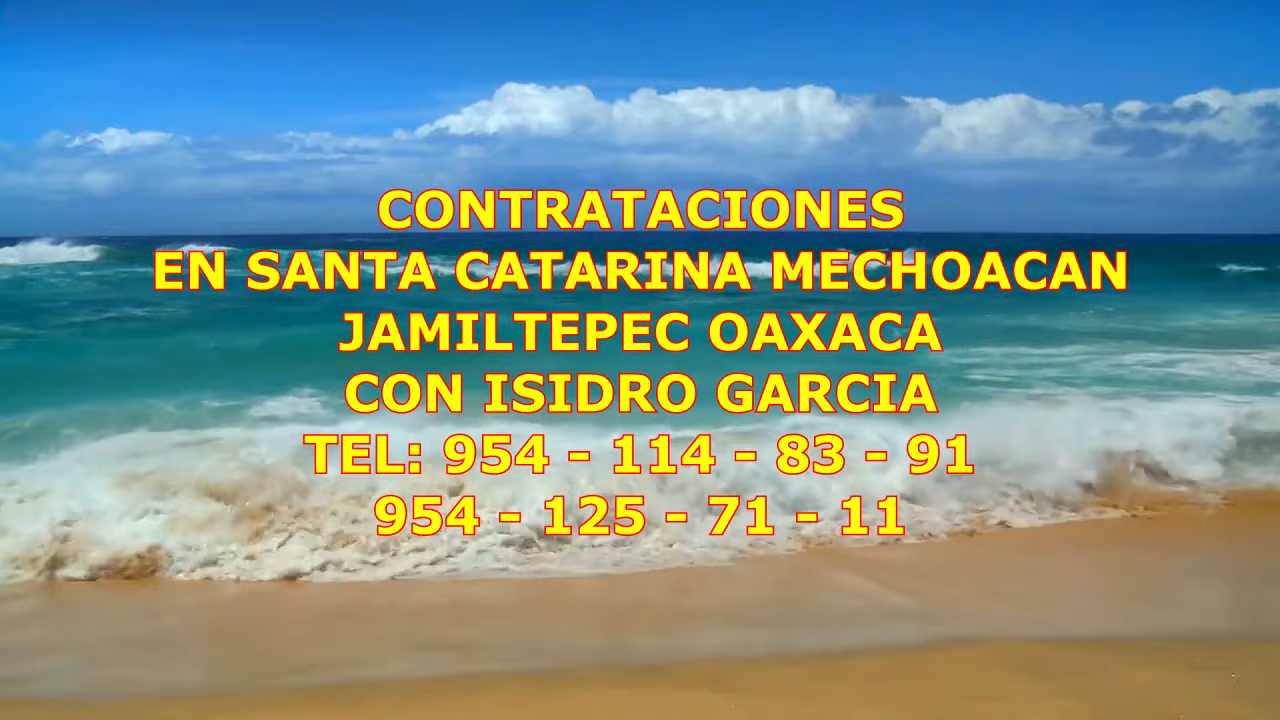 CONTRATACIONES
EN SANTA CATARINA MECHOACAN
JAMILTEPEC OAXACA
CON ISIDRO GARCIA
TEL: 954 - 114 - 83 - 91
954 - 125 - 71 - 11